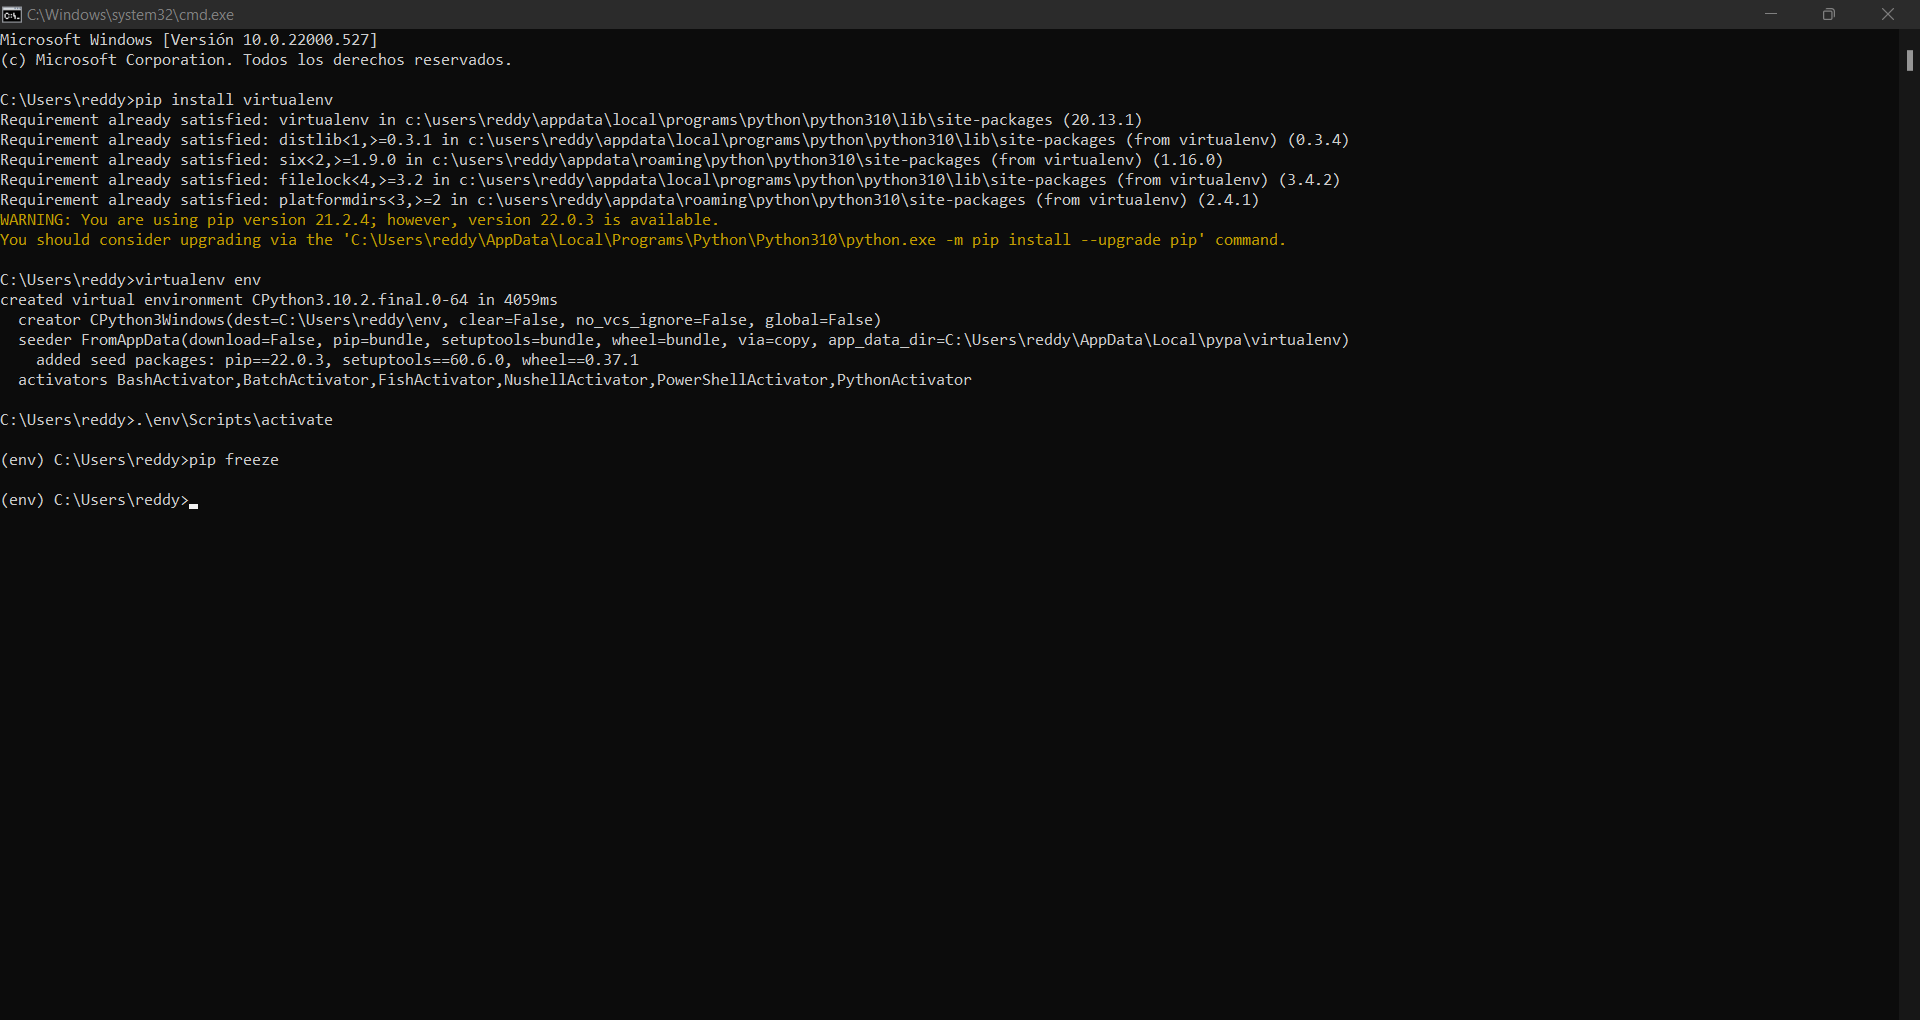 C:\Windows\system32\cmd.exe
Microsoft Windows [Versión 10.0.22000.527]
(c) Microsoft Corporation. Todos los derechos reservados.
C:\Users\reddy>pip install virtualenv
Requirement already satisfied: virtualenv in c:\users\reddy\appdata\local\programs\python\python310\lib\site-packages (20.13.1)
Requirement already satisfied: distlib<1,>=0.3.1 in c:\users\reddy\appdata\local\programs\python\python310\lib\site-packages (from virtualenv) (0.3.4)
Requirement already satisfied: six<2,>=1.9.0 in c:\users\reddy\appdata\roaming\python\python310\site-packages (from virtualenv) (1.16.0)
Requirement already satisfied: filelock<4,>=3.2 in c:\users\reddy\appdata\local\programs\python\python310\lib\site-packages (from virtualenv) (3.4.2)
Requirement already satisfied: platformdirs<3,>=2 in c:\users\reddy\appdata\roaming\python\python310\site-packages (from virtualenv) (2.4.1)
WARNING: You are using pip version 21.2.4; however, version 22.0.3 is available.
You should consider upgrading via the 'C:\Users\reddy\AppData\Local\Programs\Python\Python310\python.exe -m pip install --upgrade pip' command.
C:\Users\reddy>virtualenv env
created virtual environment CPython3.10.2.final.0-64 in 4059ms
  creator CPython3Windows(dest=C:\Users\reddy\env, clear=False, no_vcs_ignore=False, global=False)
  seeder FromAppData(download=False, pip=bundle, setuptools=bundle, wheel=bundle, via=copy, app_data_dir=C:\Users\reddy\AppData\Local\pypa\virtualenv)
    added seed packages: pip==22.0.3, setuptools==60.6.0, wheel==0.37.1
  activators BashActivator,BatchActivator,FishActivator,NushellActivator,PowerShellActivator,PythonActivator
C:\Users\reddy>.\env\Scripts\activate
(env) C:\Users\reddy>pip freeze
(env) C:\Users\reddy>